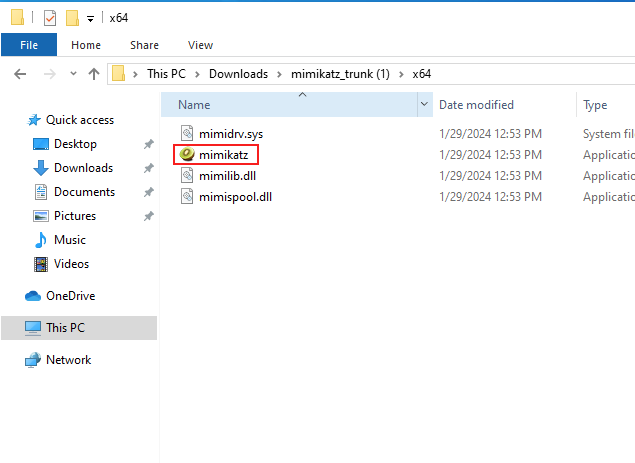 x64
File Home Share View
This PC Downloads mimikatz_trunk (1) x64
Name Date modified Type
Quick access
Desktop
Downloads
Documents
Pictures
Music
Videos
OneDrive
This PC
Network
mimidrv.sys 1/29/2024 12:53 PM System file
mimikatz 1/29/2024 12:53 PM Applicatio
mimilib.dll 1/29/2024 12:53 PM Applicatio
mimispool.dll 1/29/2024 12:53 PM Applicatio